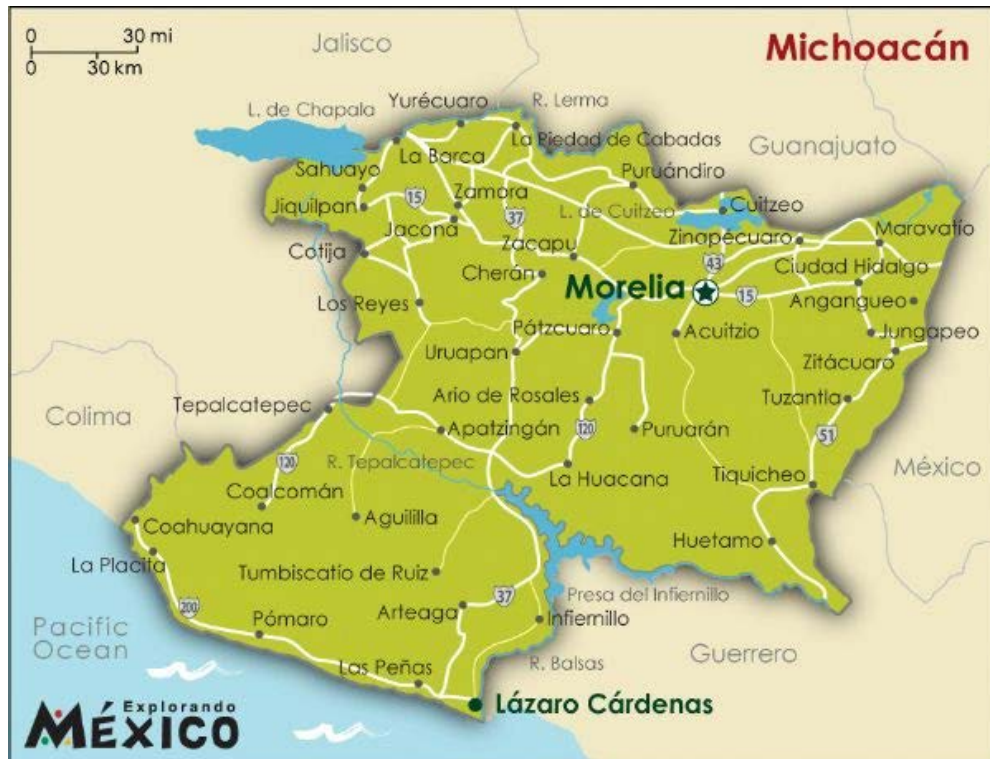 0 30 mi
0 30 km
Jalisco
Michoacán
L. de Chapala
Yurécuaro
R. Lerma
La Piedad de Cabadas
Guanajuato
La Barca
Sahuayo
Puruándiro
15
Zamora
Jiquilpan
37
L. de Cuitzeo
Cuitzeo
Jacona
Maravatío
Cotija
Zacapu
Zinapécuaro
Cherán
43
Ciudad Hidalgo
Morelia
15
Angangueo
Los Reyes
Pátzcuaro
Acuitzio
Jungapeo
Uruapan
Zitácuaro
Ario de Rosales
Tuzantla
Tepalcatepec
Colima
Apatzingán
120
Puruarán
51
120
R. Tepalcatepec
La Huacana
Tiquicheo
México
Coalcomán
Coahuayana
Aguililla
Huetamo
La Placita
Tumbiscatío de Ruiz
Presa del Infiernillo
200
Arteaga
37
Pómaro
Infiernillo
Pacific
Ocean
Guerrero
Las Peñas
R. Balsas
Lázaro Cárdenas
Explorando
MÉXICO